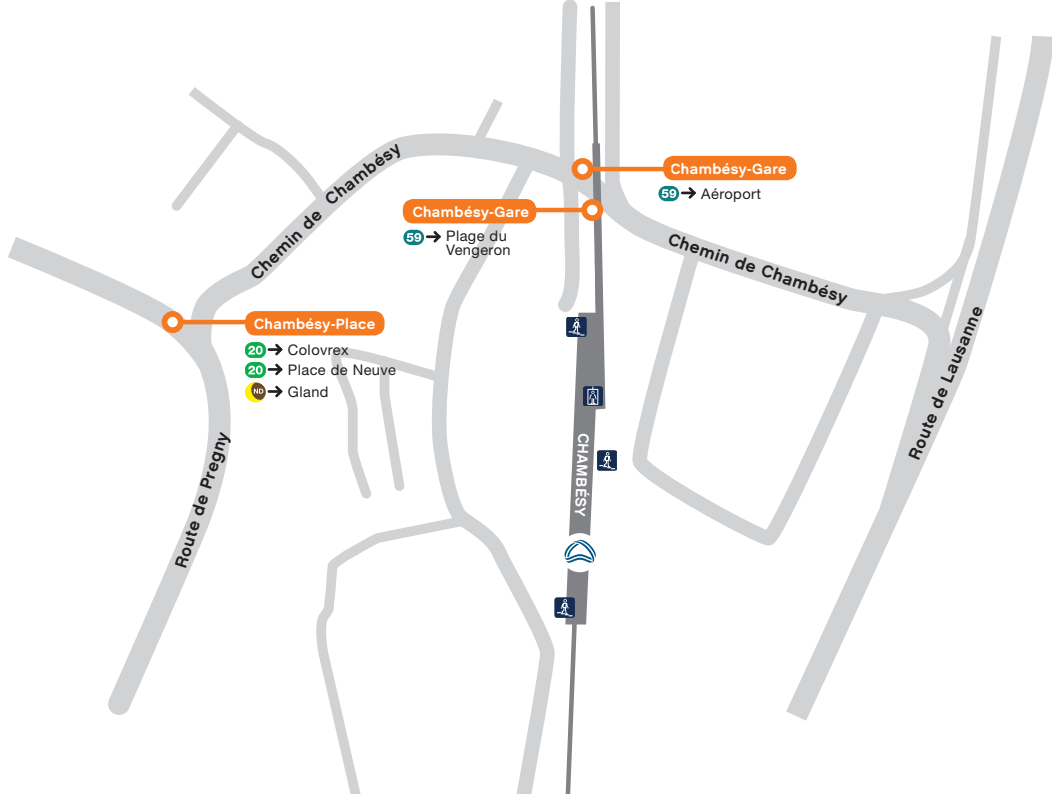 Chemin de Chambésy
Chambésy-Gare
59 Aéroport
Chambésy-Gare
59 Plage du
Vengeron
Chemin de Chambésy
Chambésy-Place
20 Colovrex
20 Place de Neuve
ND Gland
Route de Lausanne
CHAMBÉSY
Route de Pregny